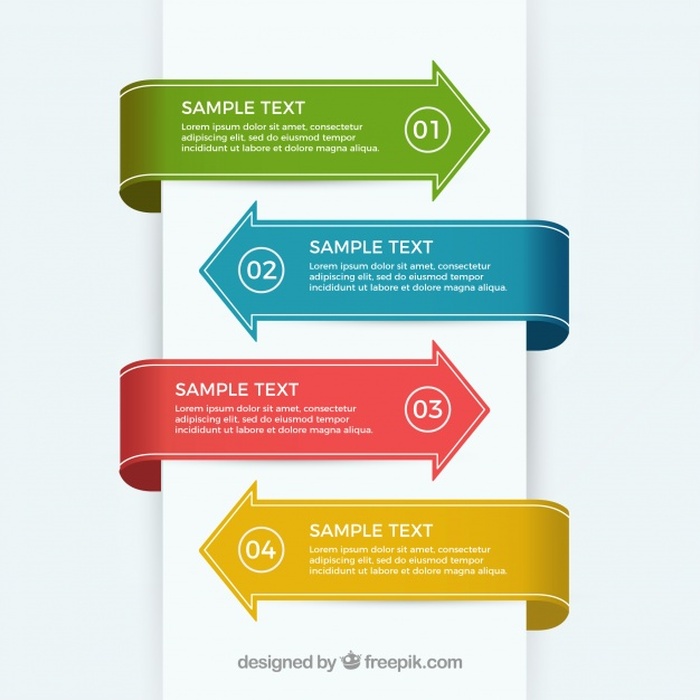 SAMPLE TEXT
Lorem ipsum dolor sit amet, consectetur
adipiscing elit, sed do eiusmod tempor
incididunt ut labore et dolore magna aliqua.
01
SAMPLE TEXT
02
Lorem ipsum dolor sit amet, consectetur
adipiscing elit, sed do eiusmod tempor
incididunt ut labore et dolore magna aliqua.
SAMPLE TEXT
Lorem ipsum dolor sit amet, consectetur
adipiscing elit, sed do eiusmod tempor
incididunt ut labore et dolore magna aliqua.
03
SAMPLE TEXT
04
Lorem ipsum dolor sit amet, consectetur
adipiscing elit, sed do eiusmod tempor
incididunt ut labore et dolore magna aliqua.
designed by freepik.com